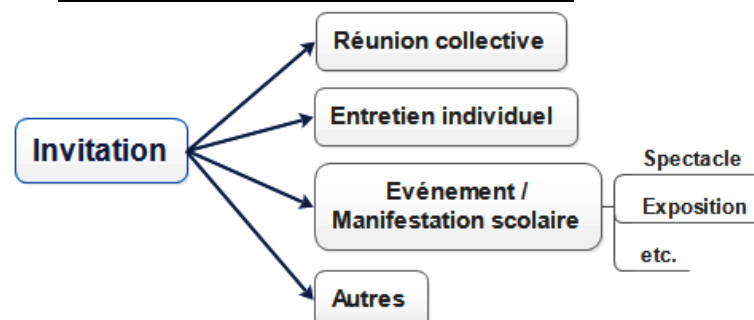 Réunion collective
Entretien individuel
Invitation
Evénement /
Manifestation scolaire
Spectacle
Exposition
etc.
Autres